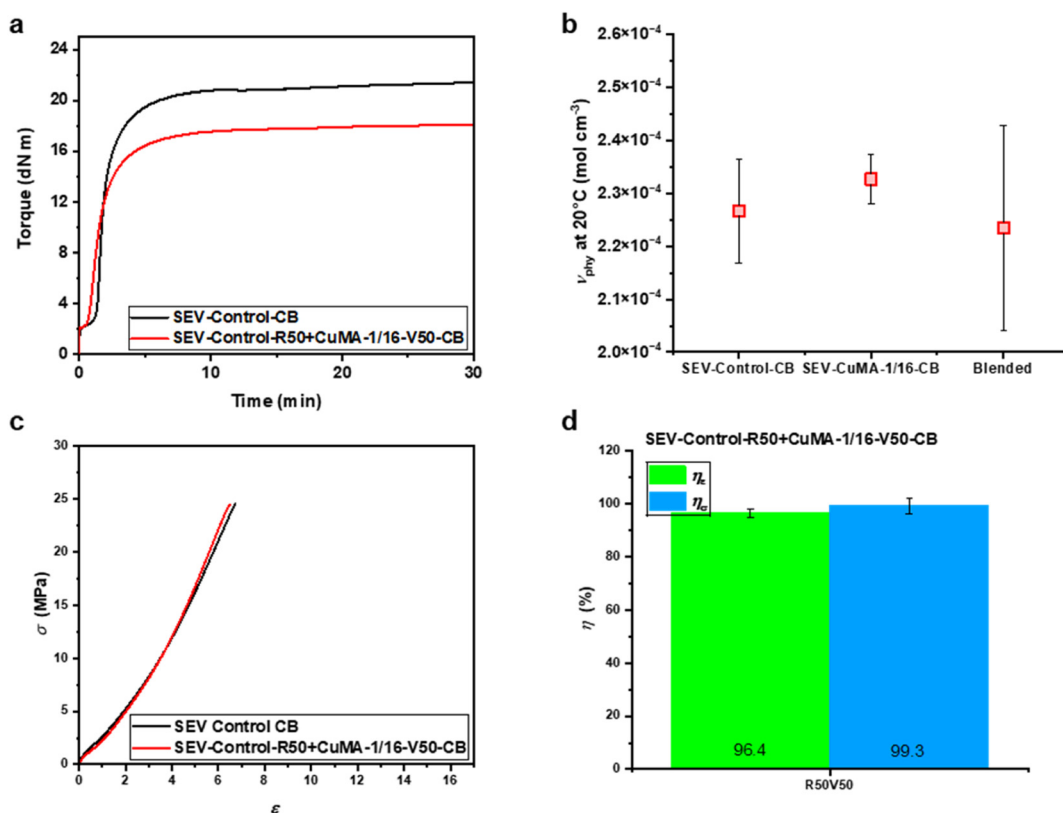 a
Torque (dN m)
24
20
16
12
8
4
0
SEV-Control-CB
SEV-Control-R50+CuMA-1/16-V50-CB
0
10
20
30
Time (min)
b
ν_phy at 20°C (mol cm⁻³)
2.6×10⁻⁴
2.5×10⁻⁴
2.4×10⁻⁴
2.3×10⁻⁴
2.2×10⁻⁴
2.1×10⁻⁴
2.0×10⁻⁴
SEV-Control-CB
SEV-CuMA-1/16-CB
Blended
c
σ (MPa)
30
25
20
15
10
5
0
SEV Control CB
SEV-Control-R50+CuMA-1/16-V50-CB
0
2
4
6
8
10
12
14
16
ε
d
SEV-Control-R50+CuMA-1/16-V50-CB
η (%)
120
100
80
60
40
20
0
η_ε
η_σ
96.4
99.3
R50V50